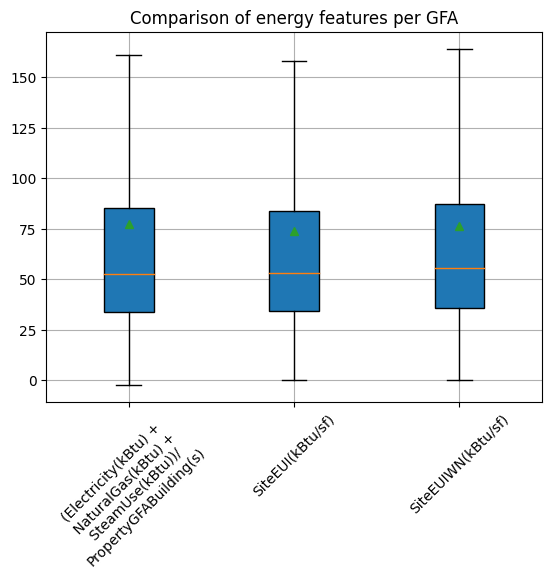 Comparison of energy features per GFA
150
125
100
75
50
25
0
(Electricity(kBtu) +
NaturalGas(kBtu) +
SteamUse(kBtu))/
PropertyGFABuilding(s)
SiteEUI(kBtu/sf)
SiteEUIWN(kBtu/sf)